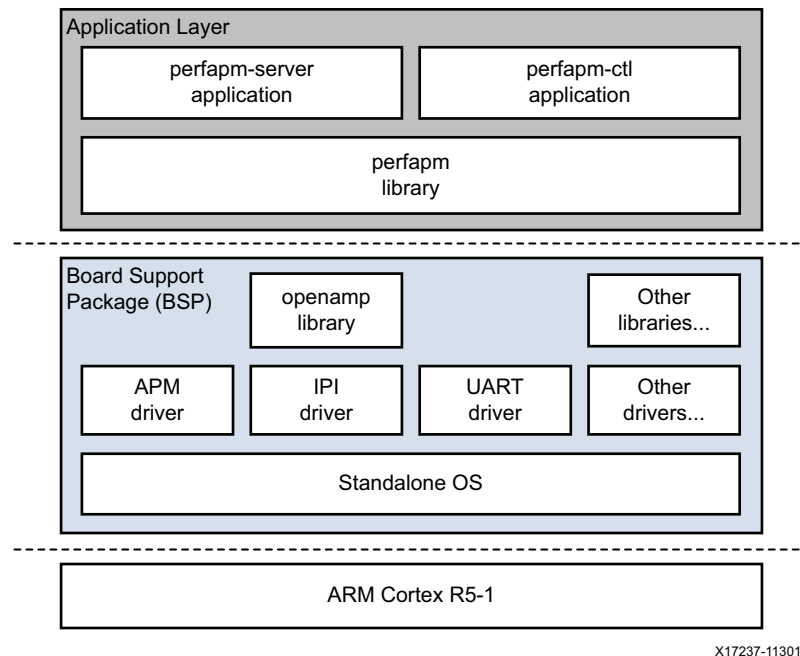 Application Layer
perfapm-server
application
perfapm-ctl
application
perfapm
library
Board Support
Package (BSP)
openamp
library
Other
libraries...
APM
driver
IPI
driver
UART
driver
Other
drivers...
Standalone OS
ARM Cortex R5-1
X17237-11301